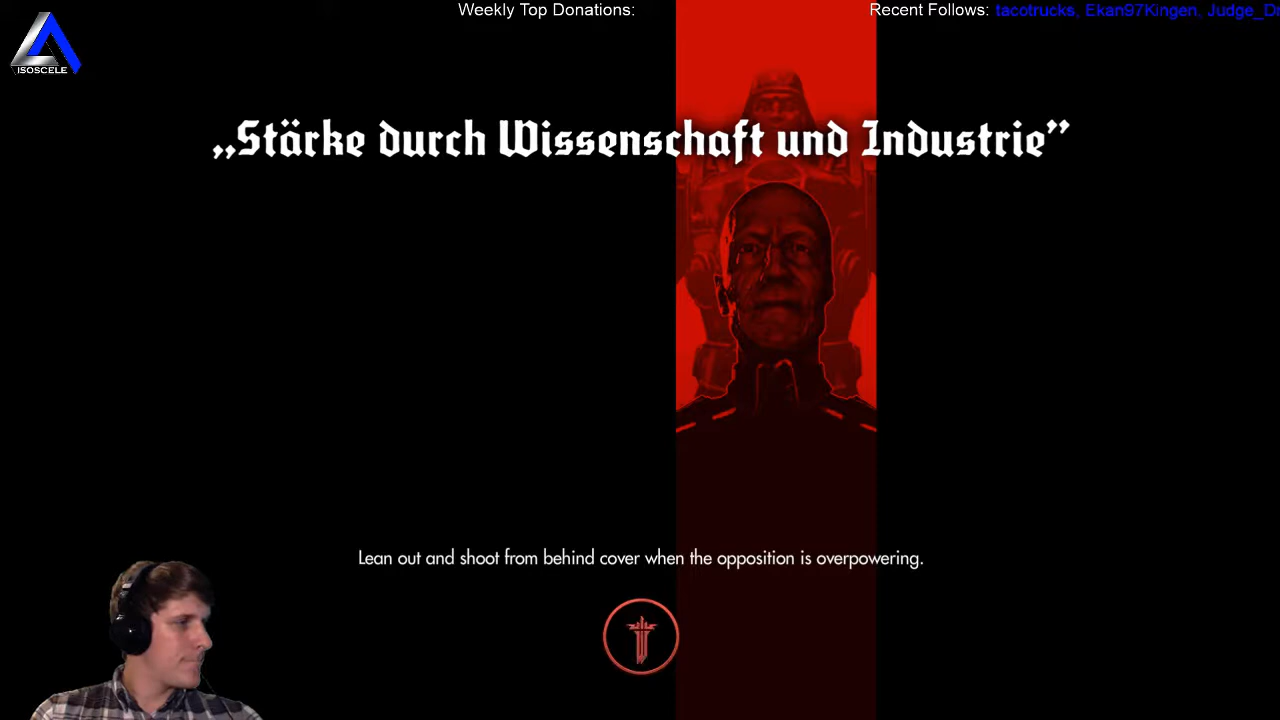 Weekly Top Donations:
Recent Follows: tacotrucks, Ekan97Kingen, Judge_Dr
ISOSCELE
„Stärke durch Wissenschaft und Industrie”
Lean out and shoot from behind cover when the opposition is overpowering.